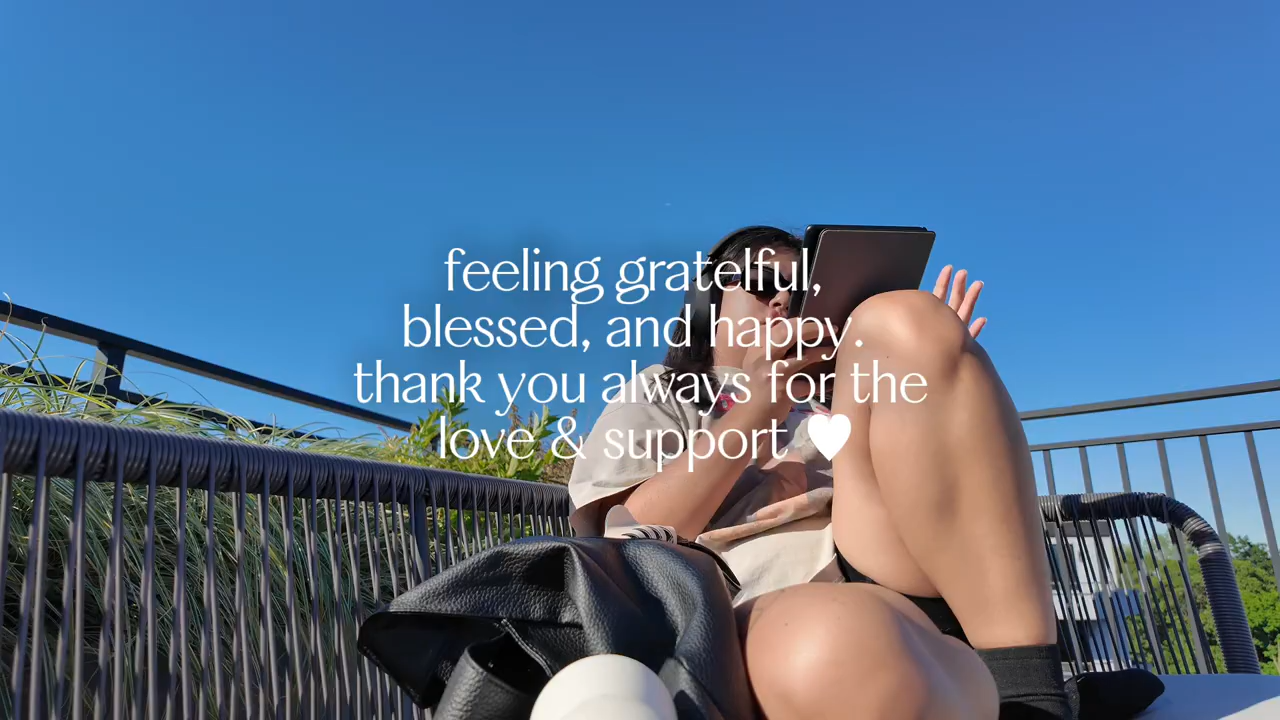 feeling gratelful,
blessed, and happy.
thank you always for the
love & support ♥